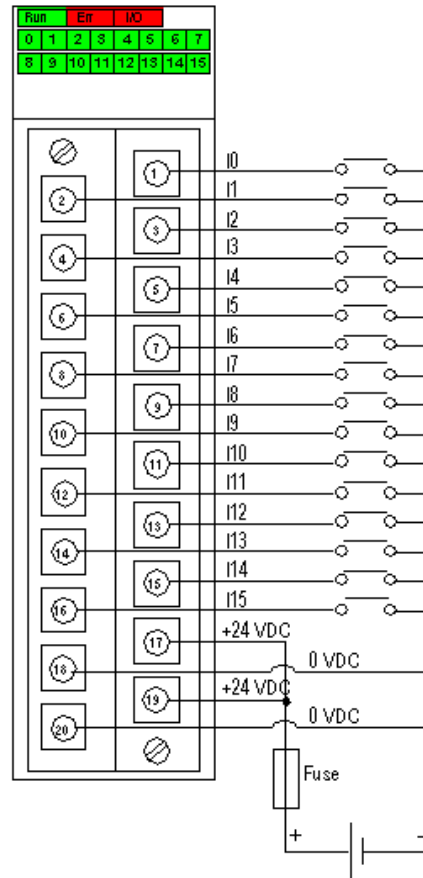 Run Err I/O
0 1 2 3 4 5 6 7
8 9 10 11 12 13 14 15
1 I0
2 I1
3 I2
4 I3
5 I4
6 I5
7 I6
8 I7
9 I8
10 I9
11 I10
12 I11
13 I12
14 I13
15 I14
16 I15
17 +24 VDC
18 0 VDC
19 +24 VDC
20 0 VDC
Fuse
+ -